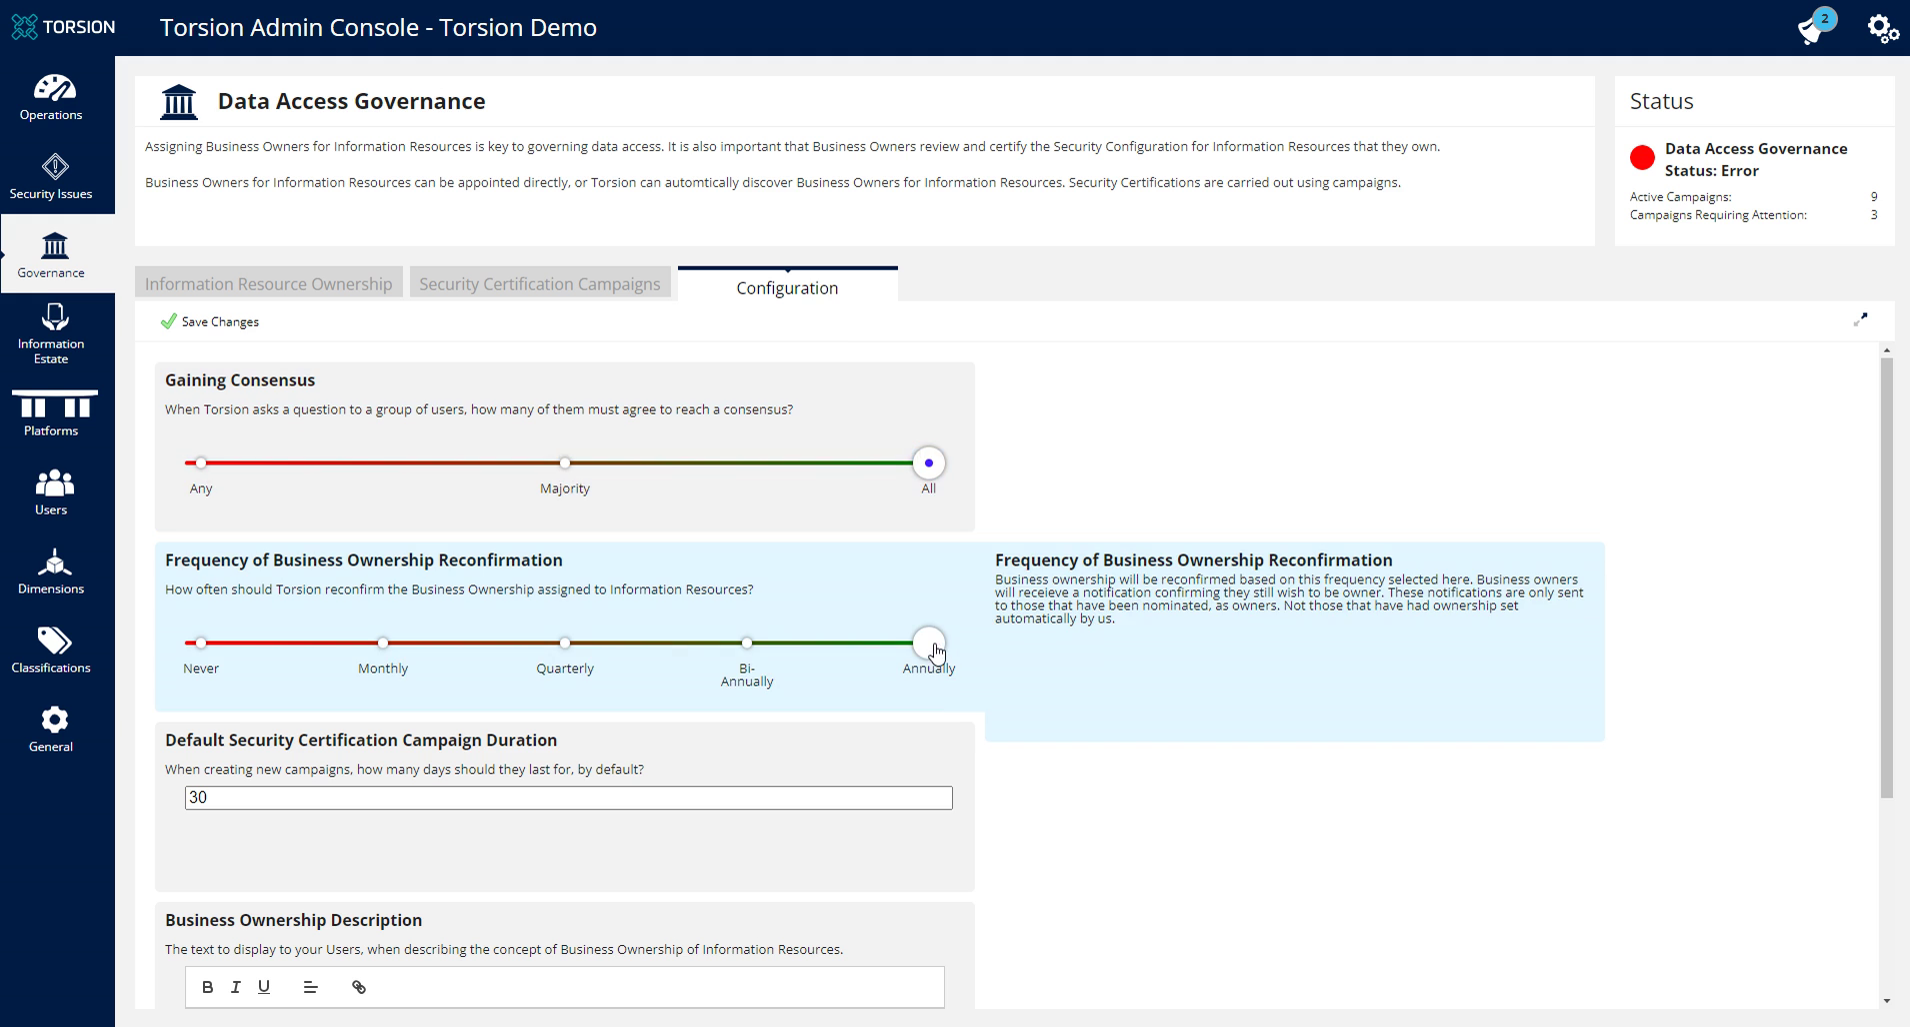 TORSION
Torsion Admin Console - Torsion Demo
2
Operations
Security Issues
Governance
Information
Estate
Platforms
Users
Dimensions
Classifications
General
Data Access Governance
Assigning Business Owners for Information Resources is key to governing data access. It is also important that Business Owners review and certify the Security Configuration for Information Resources that they own.
Business Owners for Information Resources can be appointed directly, or Torsion can automtically discover Business Owners for Information Resources. Security Certifications are carried out using campaigns.
Status
Data Access Governance
Status: Error
Active Campaigns: 9
Campaigns Requiring Attention: 3
Information Resource Ownership
Security Certification Campaigns
Configuration
Save Changes
Gaining Consensus
When Torsion asks a question to a group of users, how many of them must agree to reach a consensus?
Any Majority All
Frequency of Business Ownership Reconfirmation
How often should Torsion reconfirm the Business Ownership assigned to Information Resources?
Never Monthly Quarterly Bi-
Annually Annually
Frequency of Business Ownership Reconfirmation
Business ownership will be reconfirmed based on this frequency selected here. Business owners
will receieve a notification confirming they still wish to be owner. These notifications are only sent
to those that have been nominated, as owners. Not those that have had ownership set
automatically by us.
Default Security Certification Campaign Duration
When creating new campaigns, how many days should they last for, by default?
30
Business Ownership Description
The text to display to your Users, when describing the concept of Business Ownership of Information Resources.
B I U